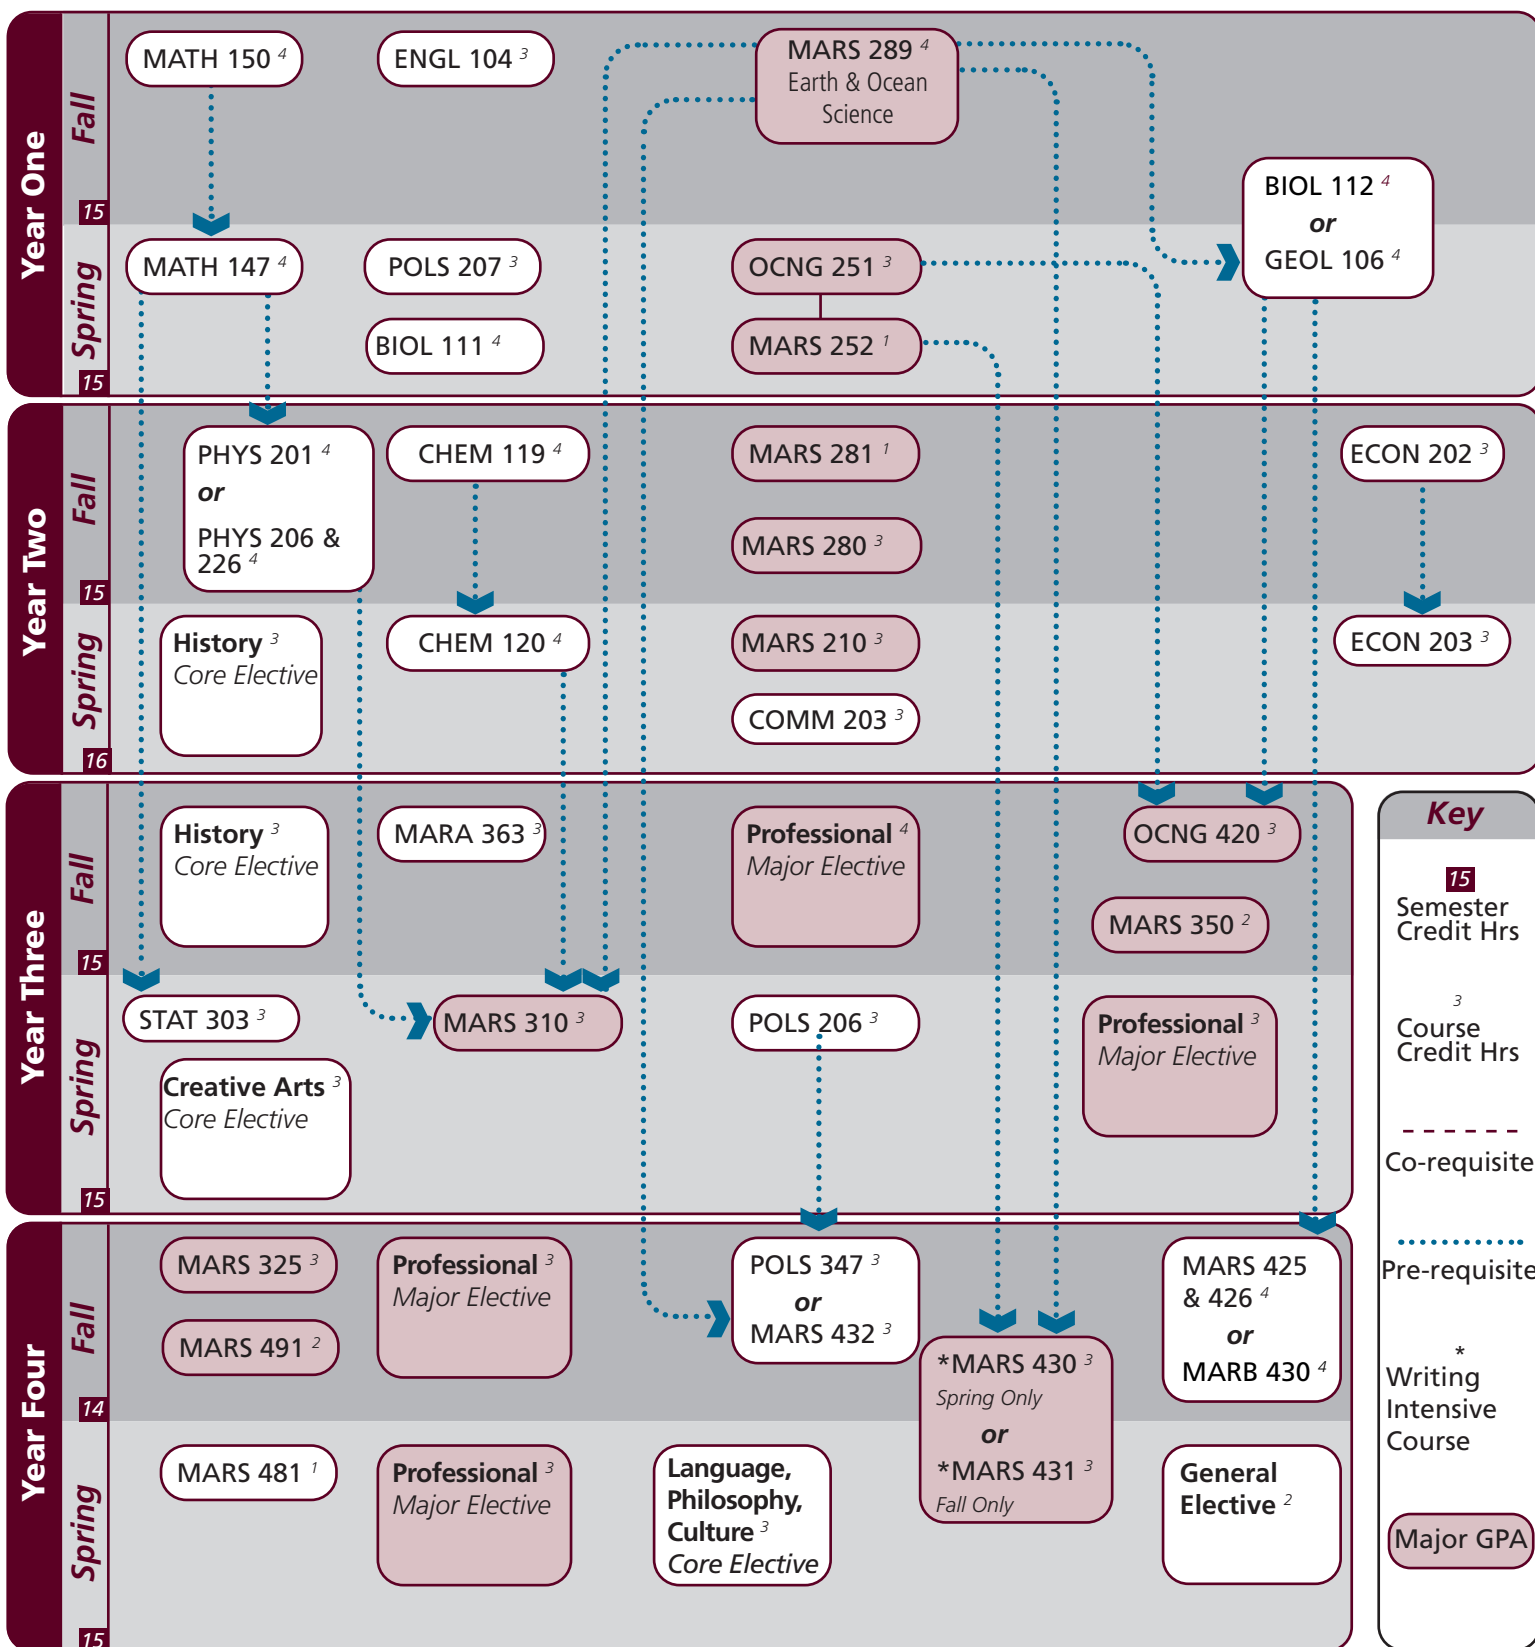 Year One
Fall
15
MATH 150 4
ENGL 104 3
MARS 289 4
Earth & Ocean
Science
BIOL 112 4
or
GEOL 106 4
Spring
15
MATH 147 4
POLS 207 3
OCNG 251 3
BIOL 111 4
MARS 252 1
Year Two
Fall
15
PHYS 201 4
or
PHYS 206 &
226 4
CHEM 119 4
MARS 281 1
ECON 202 3
MARS 280 3
Spring
16
History 3
Core Elective
CHEM 120 4
MARS 210 3
ECON 203 3
COMM 203 3
Year Three
Fall
15
History 3
Core Elective
MARA 363 3
Professional 4
Major Elective
OCNG 420 3
MARS 350 2
Spring
15
STAT 303 3
MARS 310 3
POLS 206 3
Professional 3
Major Elective
Creative Arts 3
Core Elective
Year Four
Fall
14
MARS 325 3
Professional 3
Major Elective
POLS 347 3
or
MARS 432 3
MARS 425
& 426 4
or
MARB 430 4
MARS 491 2
*MARS 430 3
Spring Only
or
*MARS 431 3
Fall Only
Spring
15
MARS 481 1
Professional 3
Major Elective
Language,
Philosophy,
Culture 3
Core Elective
General
Elective 2
Key
15
Semester
Credit Hrs
3
Course
Credit Hrs
Co-requisite
Pre-requisite
*
Writing
Intensive
Course
Major GPA